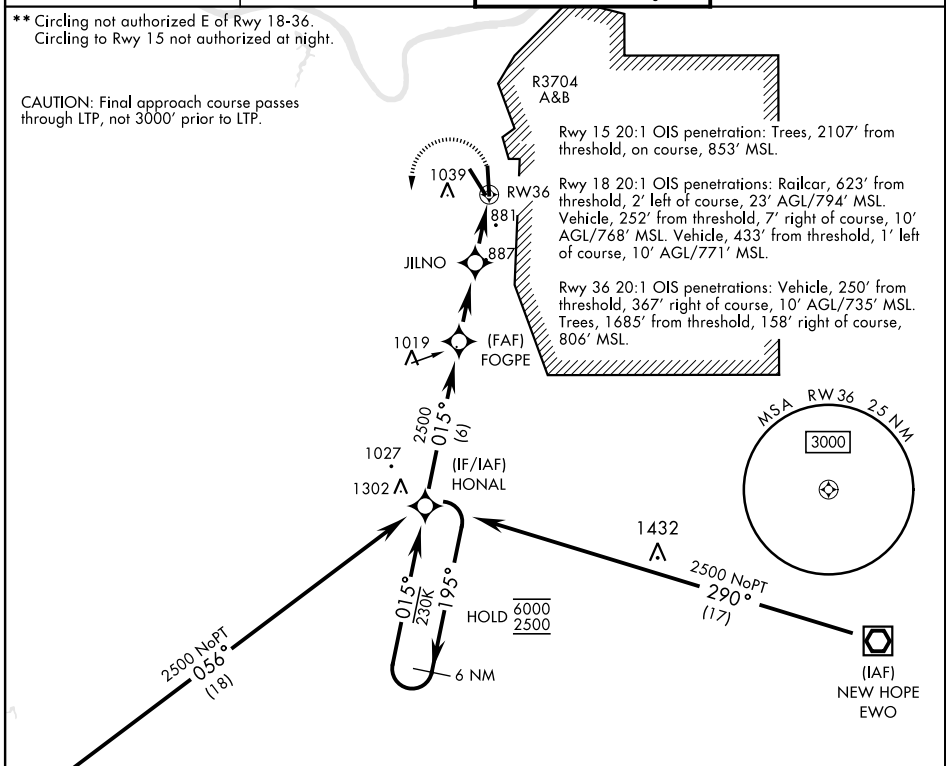 ** Circling not authorized E of Rwy 18-36.
Circling to Rwy 15 not authorized at night.
CAUTION: Final approach course passes
through LTP, not 3000' prior to LTP.
R3704
A&B
Rwy 15 20:1 OIS penetration: Trees, 2107' from
threshold, on course, 853' MSL.
Rwy 18 20:1 OIS penetrations: Railcar, 623' from
threshold, 2' left of course, 23' AGL/794' MSL.
Vehicle, 252' from threshold, 7' right of course, 10'
AGL/768' MSL. Vehicle, 433' from threshold, 1' left
of course, 10' AGL/771' MSL.
Rwy 36 20:1 OIS penetrations: Vehicle, 250' from
threshold, 367' right of course, 10' AGL/735' MSL.
Trees, 1685' from threshold, 158' right of course,
806' MSL.
1039
RW36
881
JILNO
887
1019
(FAF)
FOGPE
2500
015°
(6)
MSA RW36 25 NM
3000
1027
1302
(IF/IAF)
HONAL
1432
2500 NoPT
290°
(17)
015°
230K
195°
HOLD
6000
2500
6 NM
2500 NoPT
056°
(18)
(IAF)
NEW HOPE
EWO